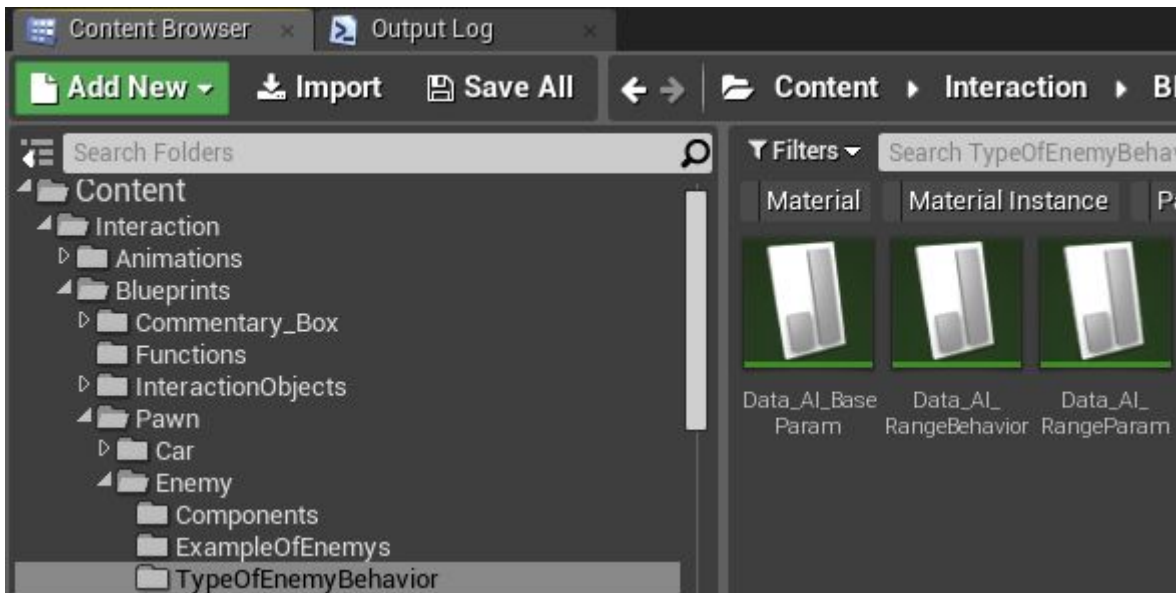 Content Browser
Output Log
Add New
Import
Save All
Content
Interaction
Search Folders
Filters
Search TypeOfEnemyBehav
Material
Material Instance
Content
Interaction
Animations
Blueprints
Commentary_Box
Functions
InteractionObjects
Pawn
Car
Enemy
Components
ExampleOfEnemys
TypeOfEnemyBehavior
Data_AI_Base
Param
Data_AI_
RangeBehavior
Data_AI_
RangeParam